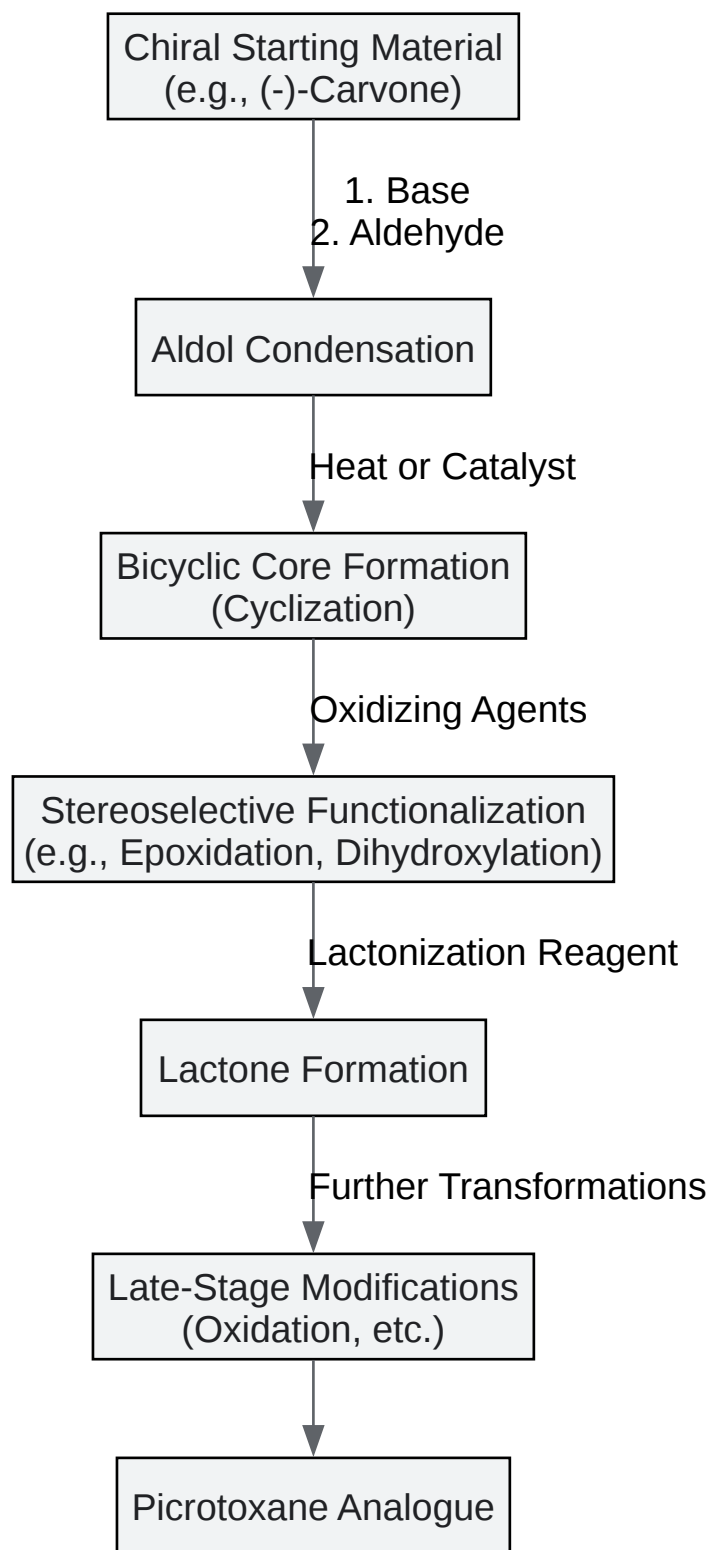 Chiral Starting Material
(e.g., (-)-Carvone)
1. Base
2. Aldehyde
Aldol Condensation
Heat or Catalyst
Bicyclic Core Formation
(Cyclization)
Oxidizing Agents
Stereoselective Functionalization
(e.g., Epoxidation, Dihydroxylation)
Lactonization Reagent
Lactone Formation
Further Transformations
Late-Stage Modifications
(Oxidation, etc.)
Picrotoxane Analogue